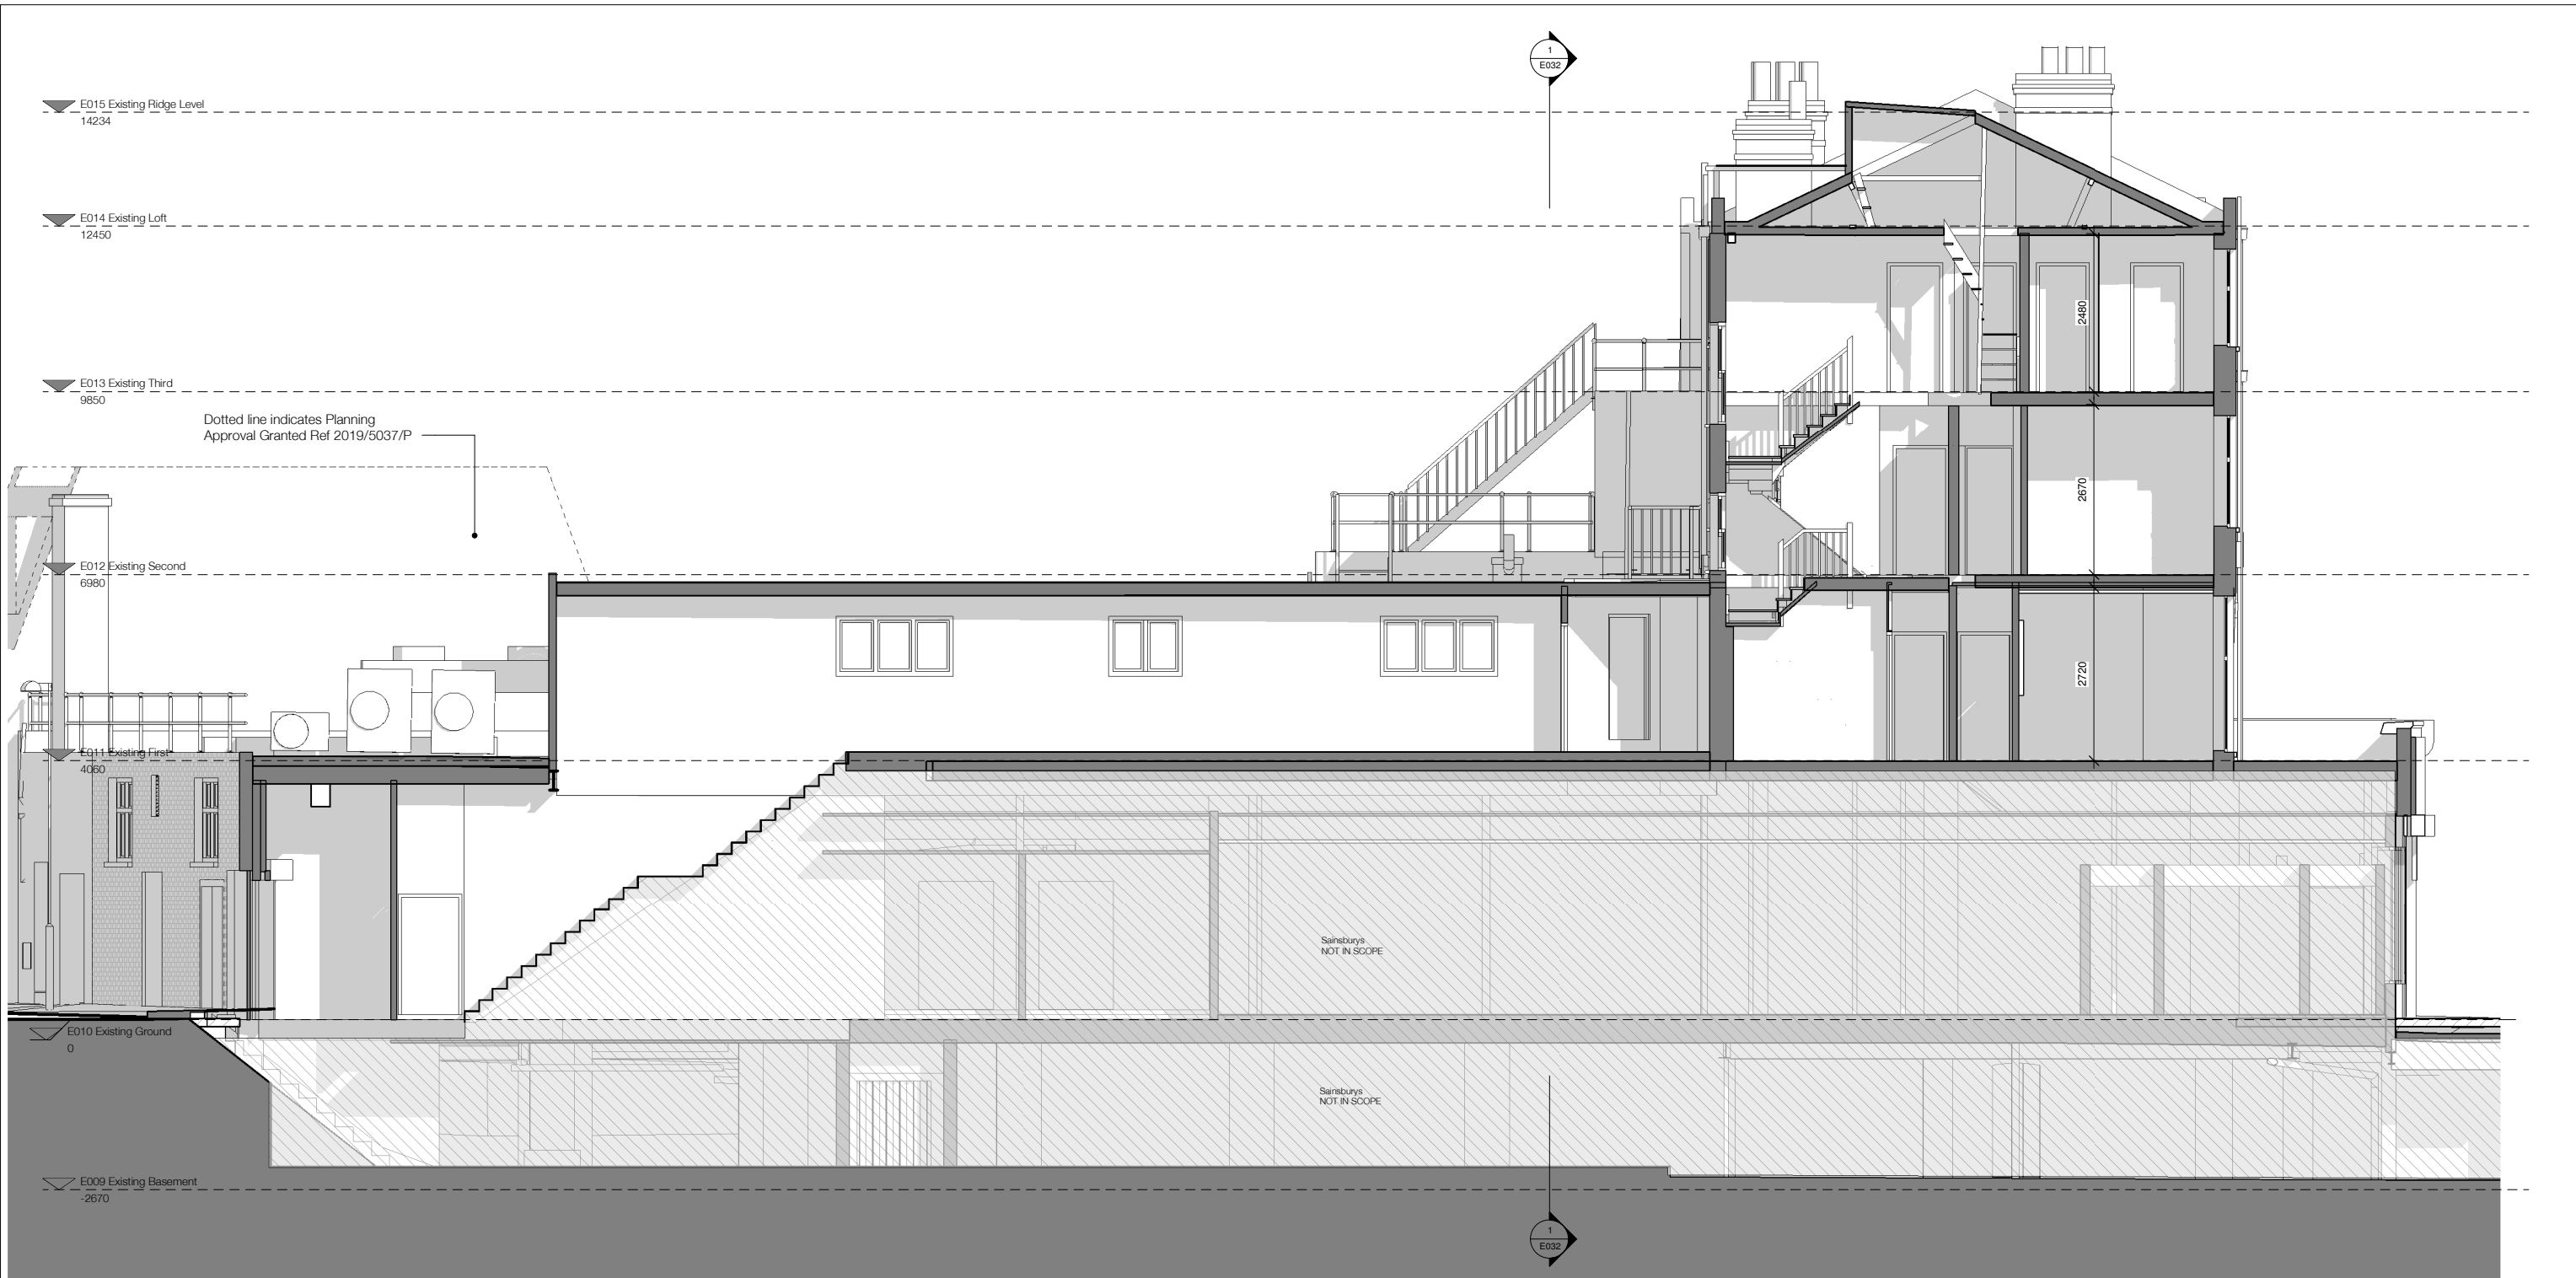 1
E032
E015 Existing Ridge Level
14234
E014 Existing Loft
12450
2480
E013 Existing Third
9850
Dotted line indicates Planning
Approval Granted Ref 2019/5037/P
2670
E012 Existing Second
6980
2720
E011 Existing First
4060
Sainsburys
NOT IN SCOPE
E010 Existing Ground
0
Sainsburys
NOT IN SCOPE
E009 Existing Basement
-2670
1
E032